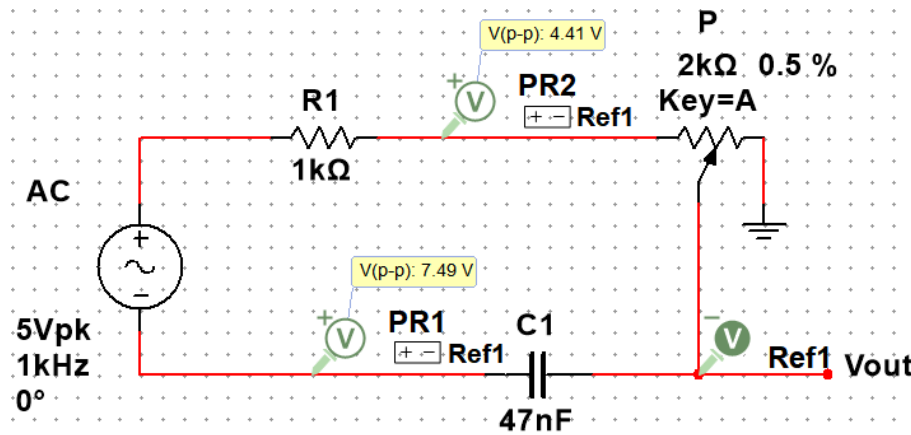 V(p-p): 4.41 V
P
2kΩ 0.5 %
Key=A
PR2
+ − Ref1
+
V
R1
1kΩ
AC
+
−
5Vpk
1kHz
0°
V(p-p): 7.49 V
+
V
PR1
+ − Ref1
C1
47nF
−
V
Ref1
Vout